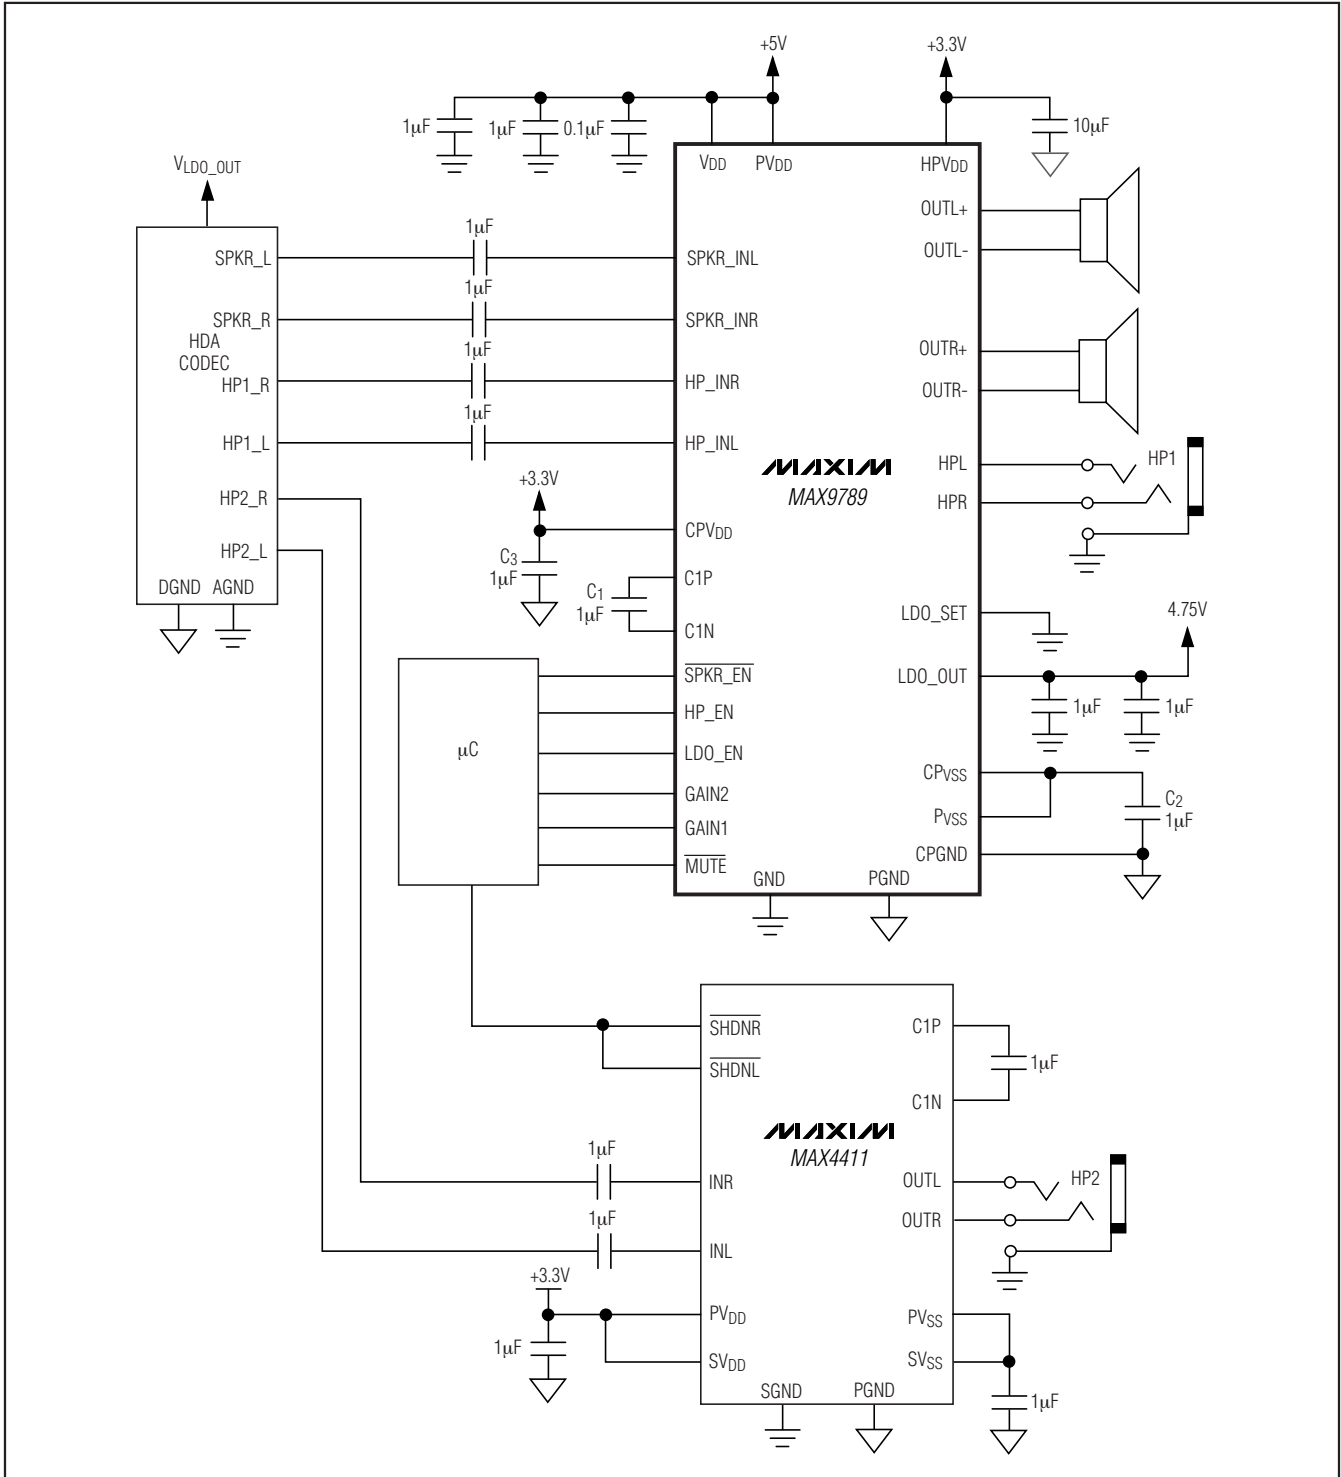 +5V
+3.3V
1µF
1µF
0.1µF
10µF
VDD
PVDD
HPVDD
VLDO_OUT
OUTL+
OUTL-
1µF
SPKR_L
SPKR_INL
1µF
SPKR_R
SPKR_INR
HDA
CODEC
1µF
OUTR+
OUTR-
HP1_R
HP_INR
1µF
HP1_L
HP_INL
MAXIM
MAX9789
HPL
HP1
HPR
HP2_R
+3.3V
CPVDD
HP2_L
C3
1µF
DGND
AGND
C1P
C1
1µF
C1N
LDO_SET
4.75V
SPKR_EN
LDO_OUT
HP_EN
1µF
1µF
µC
LDO_EN
CPVSS
GAIN2
C2
1µF
PVSS
GAIN1
CPGND
MUTE
GND
PGND
SHDNR
C1P
SHDNL
1µF
C1N
MAXIM
MAX4411
1µF
INR
OUTL
HP2
1µF
OUTR
INL
+3.3V
PVDD
PVSS
1µF
SVDD
SVSS
SGND
PGND
1µF